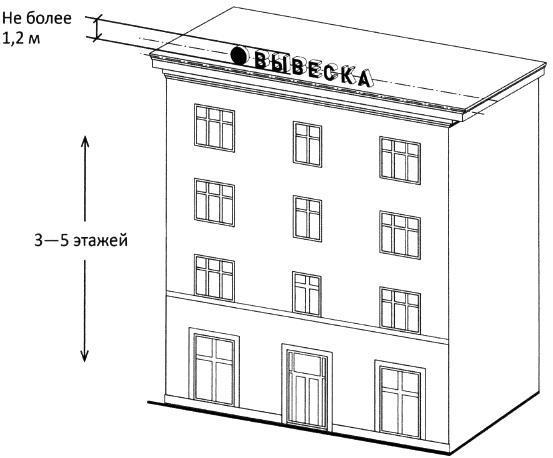 Не более
1,2 м
ВЫВЕСКА
3—5 этажей